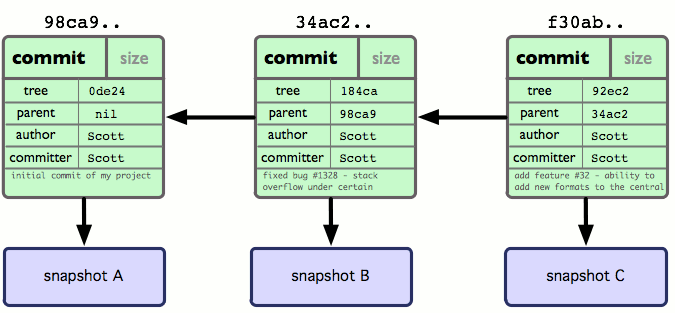 98ca9..
commit size
tree 0de24
parent nil
author Scott
committer Scott
initial commit of my project
snapshot A
34ac2..
commit size
tree 184ca
parent 98ca9
author Scott
committer Scott
fixed bug #1328 - stack
overflow under certain
snapshot B
f30ab..
commit size
tree 92ec2
parent 34ac2
author Scott
committer Scott
add feature #32 - ability to
add new formats to the central
snapshot C